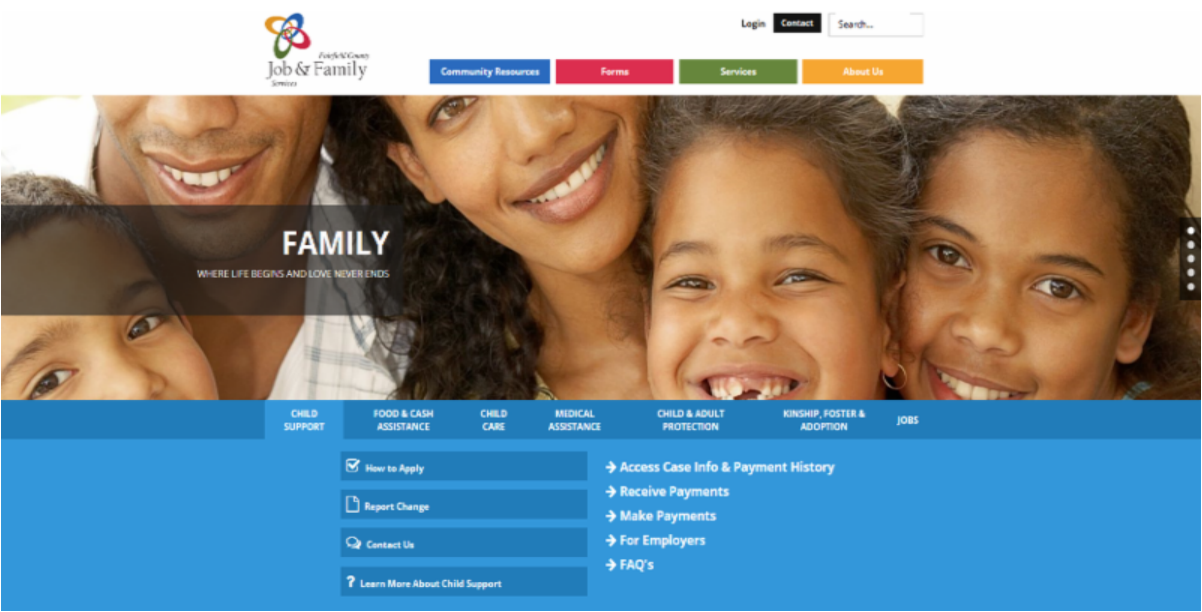 Login Contact Search...
Fairfield County
Job & Family
Services
Community Resources Forms Services About Us
FAMILY
WHERE LIFE BEGINS AND LOVE NEVER ENDS
CHILD
SUPPORT
FOOD & CASH
ASSISTANCE
CHILD
CARE
MEDICAL
ASSISTANCE
CHILD & ADULT
PROTECTION
KINSHIP, FOSTER &
ADOPTION
JOBS
How to Apply
Report Change
Contact Us
? Learn More About Child Support
→ Access Case Info & Payment History
→ Receive Payments
→ Make Payments
→ For Employers
→ FAQ's